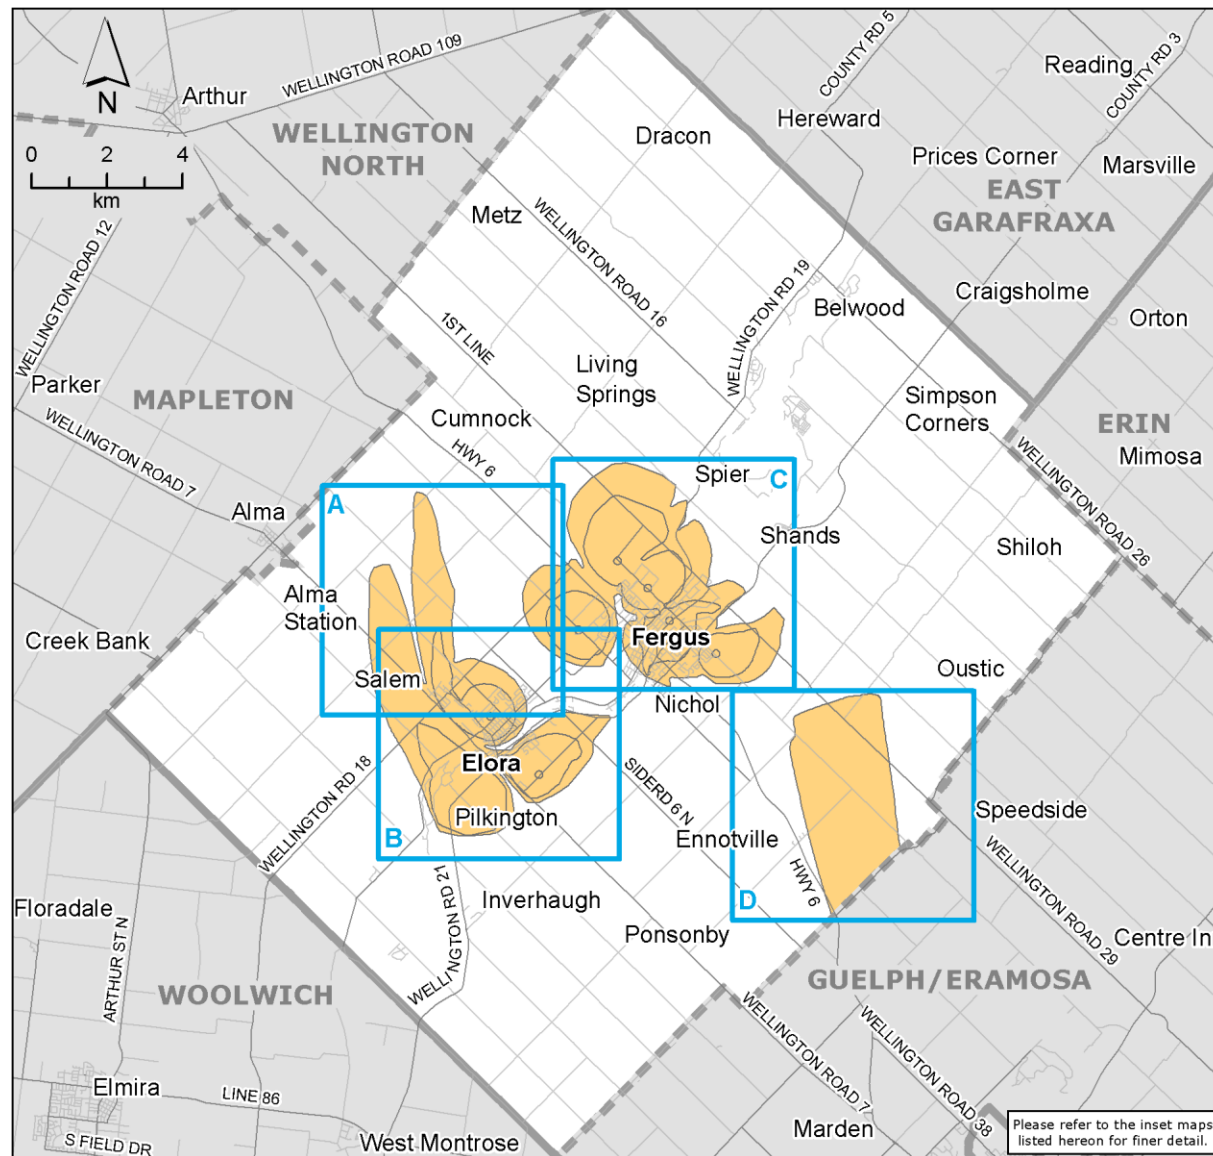 COUNTY RD 5
COUNTY RD 3
Reading
WELLINGTON ROAD 109
Arthur
N
Hereward
WELLINGTON
NORTH
Dracon
0 2 4
km
Prices Corner
Marsville
EAST
GARAFRAXA
Metz
WELLINGTON ROAD 16
WELLINGTON ROAD 12
WELLINGTON RD 19
Craigsholme
Belwood
Orton
1ST LINE
Living
Springs
Parker
MAPLETON
Simpson
Corners
Cumnock
ERIN
Mimosa
WELLINGTON ROAD 7
HWY 6
Spier
C
WELLINGTON ROAD 26
A
Alma
Shands
Shiloh
Alma
Station
Creek Bank
Fergus
Oustic
Salem
Nichol
Elora
WELLINGTON RD 18
SIDERD 6 N
Speedside
Pilkington
Ennotville
B
HWY 6
D
WELLINGTON ROAD 29
Inverhaugh
Floradale
WELLINGTON RD 21
Ponsonby
Centre In
ARTHUR ST N
WOOLWICH
GUELPH/ERAMOSA
WELLINGTON ROAD 7
WELLINGTON ROAD 38
Elmira
LINE 86
S FIELD DR
West Montrose
Marden
Please refer to the inset maps
listed hereon for finer detail.